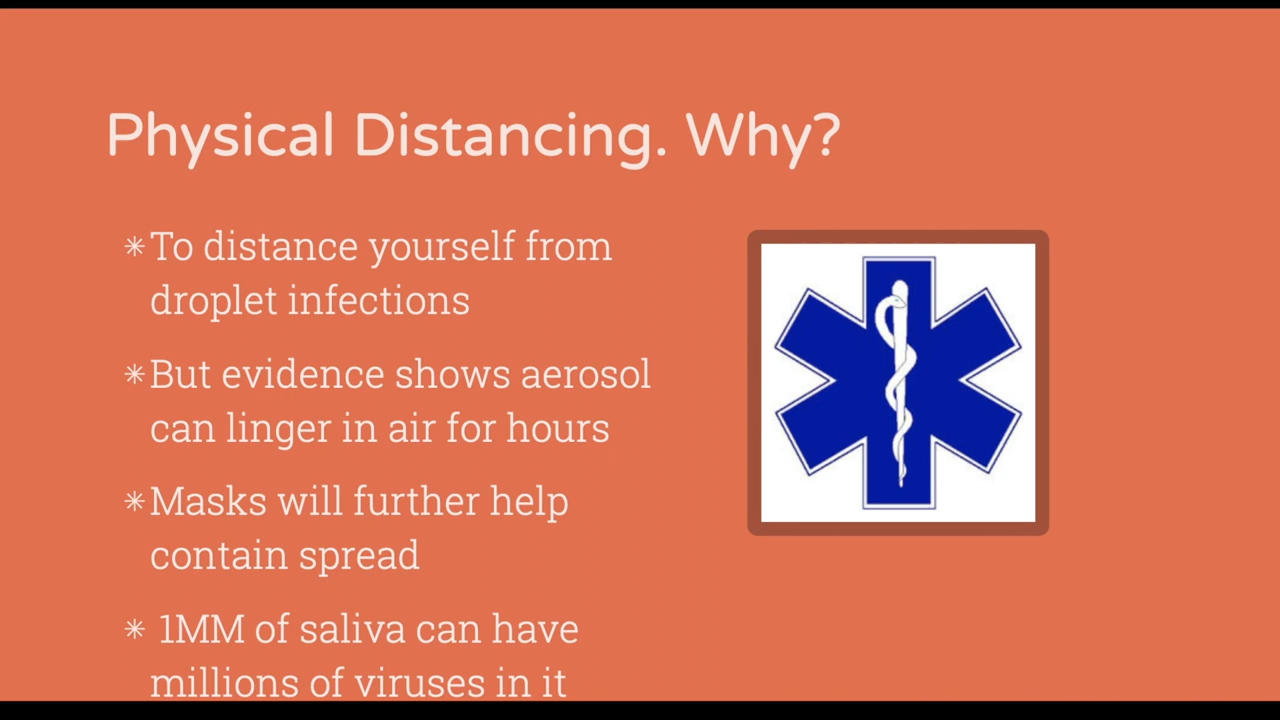 Physical Distancing. Why?
✳To distance yourself from
droplet infections
✳But evidence shows aerosol
can linger in air for hours
✳Masks will further help
contain spread
✳ 1MM of saliva can have
millions of viruses in it